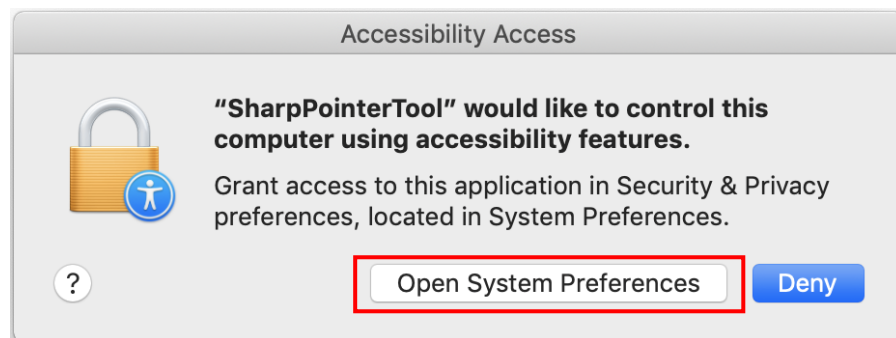 Accessibility Access
“SharpPointerTool” would like to control this
computer using accessibility features.
Grant access to this application in Security & Privacy
preferences, located in System Preferences.
? Open System Preferences Deny